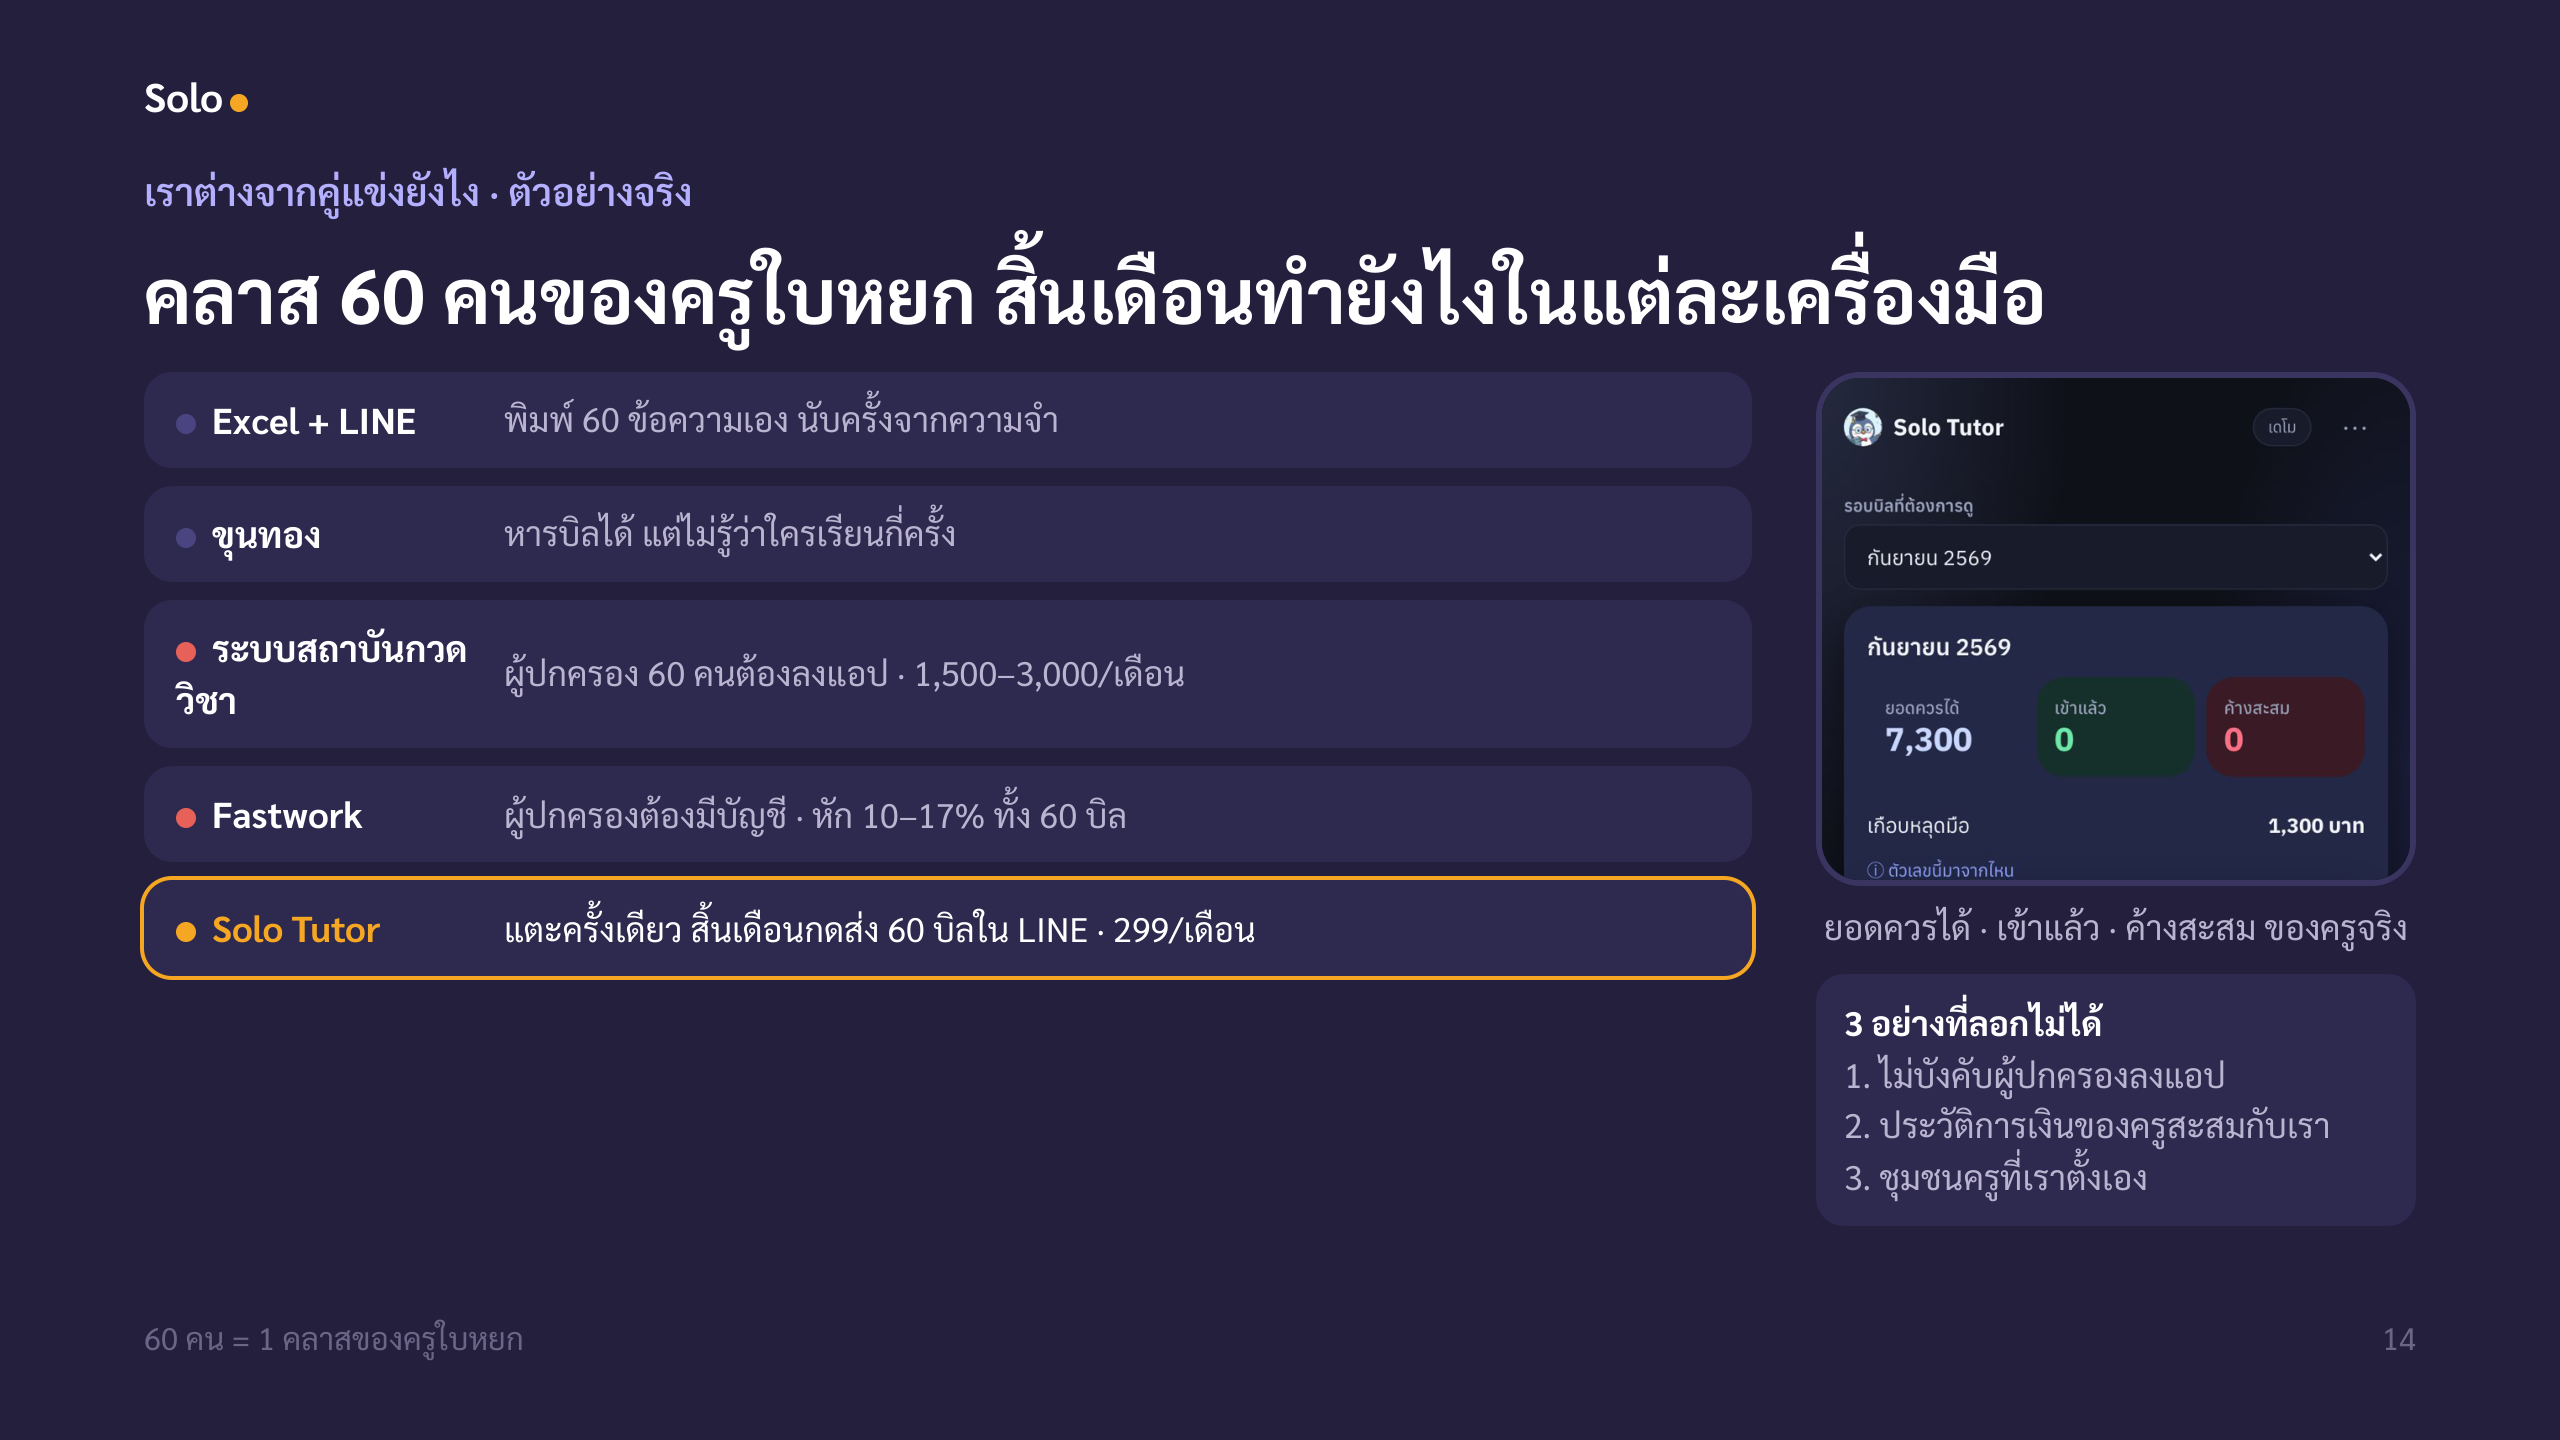 Solo
เราต่างจากคู่แข่งยังไง · ตัวอย่างจริง
คลาส 60 คนของครูใบหยก สิ้นเดือนทำยังไงในแต่ละเครื่องมือ
Excel + LINE
พิมพ์ 60 ข้อความเอง นับครั้งจากความจำ
ขุนทอง
หารบิลได้ แต่ไม่รู้ว่าใครเรียนกี่ครั้ง
ระบบสถาบันกวด
วิชา
ผู้ปกครอง 60 คนต้องลงแอป · 1,500–3,000/เดือน
Fastwork
ผู้ปกครองต้องมีบัญชี · หัก 10–17% ทั้ง 60 บิล
Solo Tutor
แตะครั้งเดียว สิ้นเดือนกดส่ง 60 บิลใน LINE · 299/เดือน
Solo Tutor
เดโม
...
รอบบิลที่ต้องการดู
กันยายน 2569
กันยายน 2569
ยอดควรได้
7,300
เข้าแล้ว
0
ค้างสะสม
0
เกือบหลุดมือ
1,300 บาท
ⓘ ตัวเลขนี้มาจากไหน
ยอดควรได้ · เข้าแล้ว · ค้างสะสม ของครูจริง
3 อย่างที่ลอกไม่ได้
1. ไม่บังคับผู้ปกครองลงแอป
2. ประวัติการเงินของครูสะสมกับเรา
3. ชุมชนครูที่เราตั้งเอง
60 คน = 1 คลาสของครูใบหยก
14